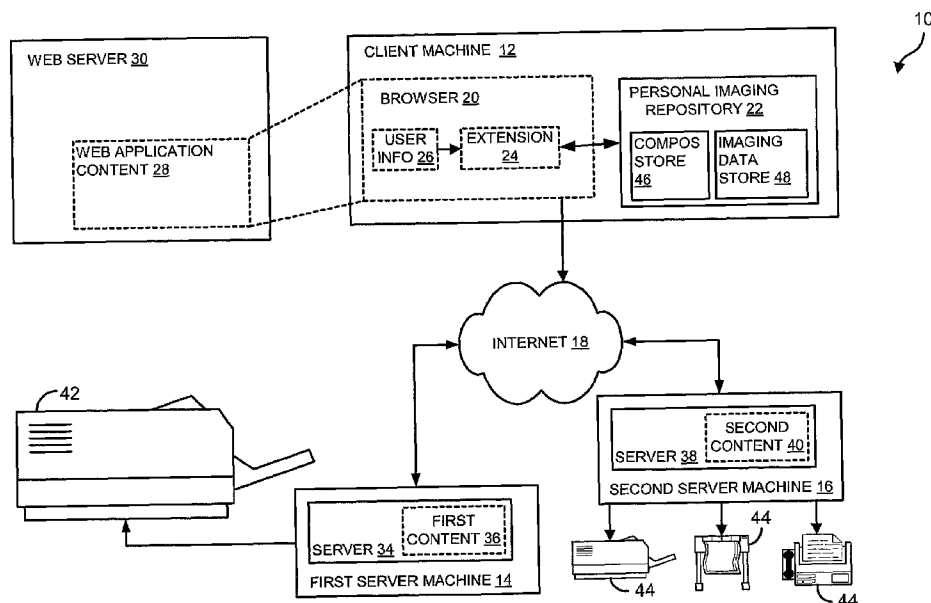 10
WEB SERVER 30
WEB APPLICATION
CONTENT 28
CLIENT MACHINE 12
BROWSER 20
USER
INFO 26
EXTENSION
24
PERSONAL IMAGING
REPOSITORY 22
COMPOS
STORE
46
IMAGING
DATA
STORE 48
INTERNET 18
42
SERVER 34
FIRST
CONTENT 36
FIRST SERVER MACHINE 14
SERVER 38
SECOND
CONTENT 40
SECOND SERVER MACHINE 16
44
44
44